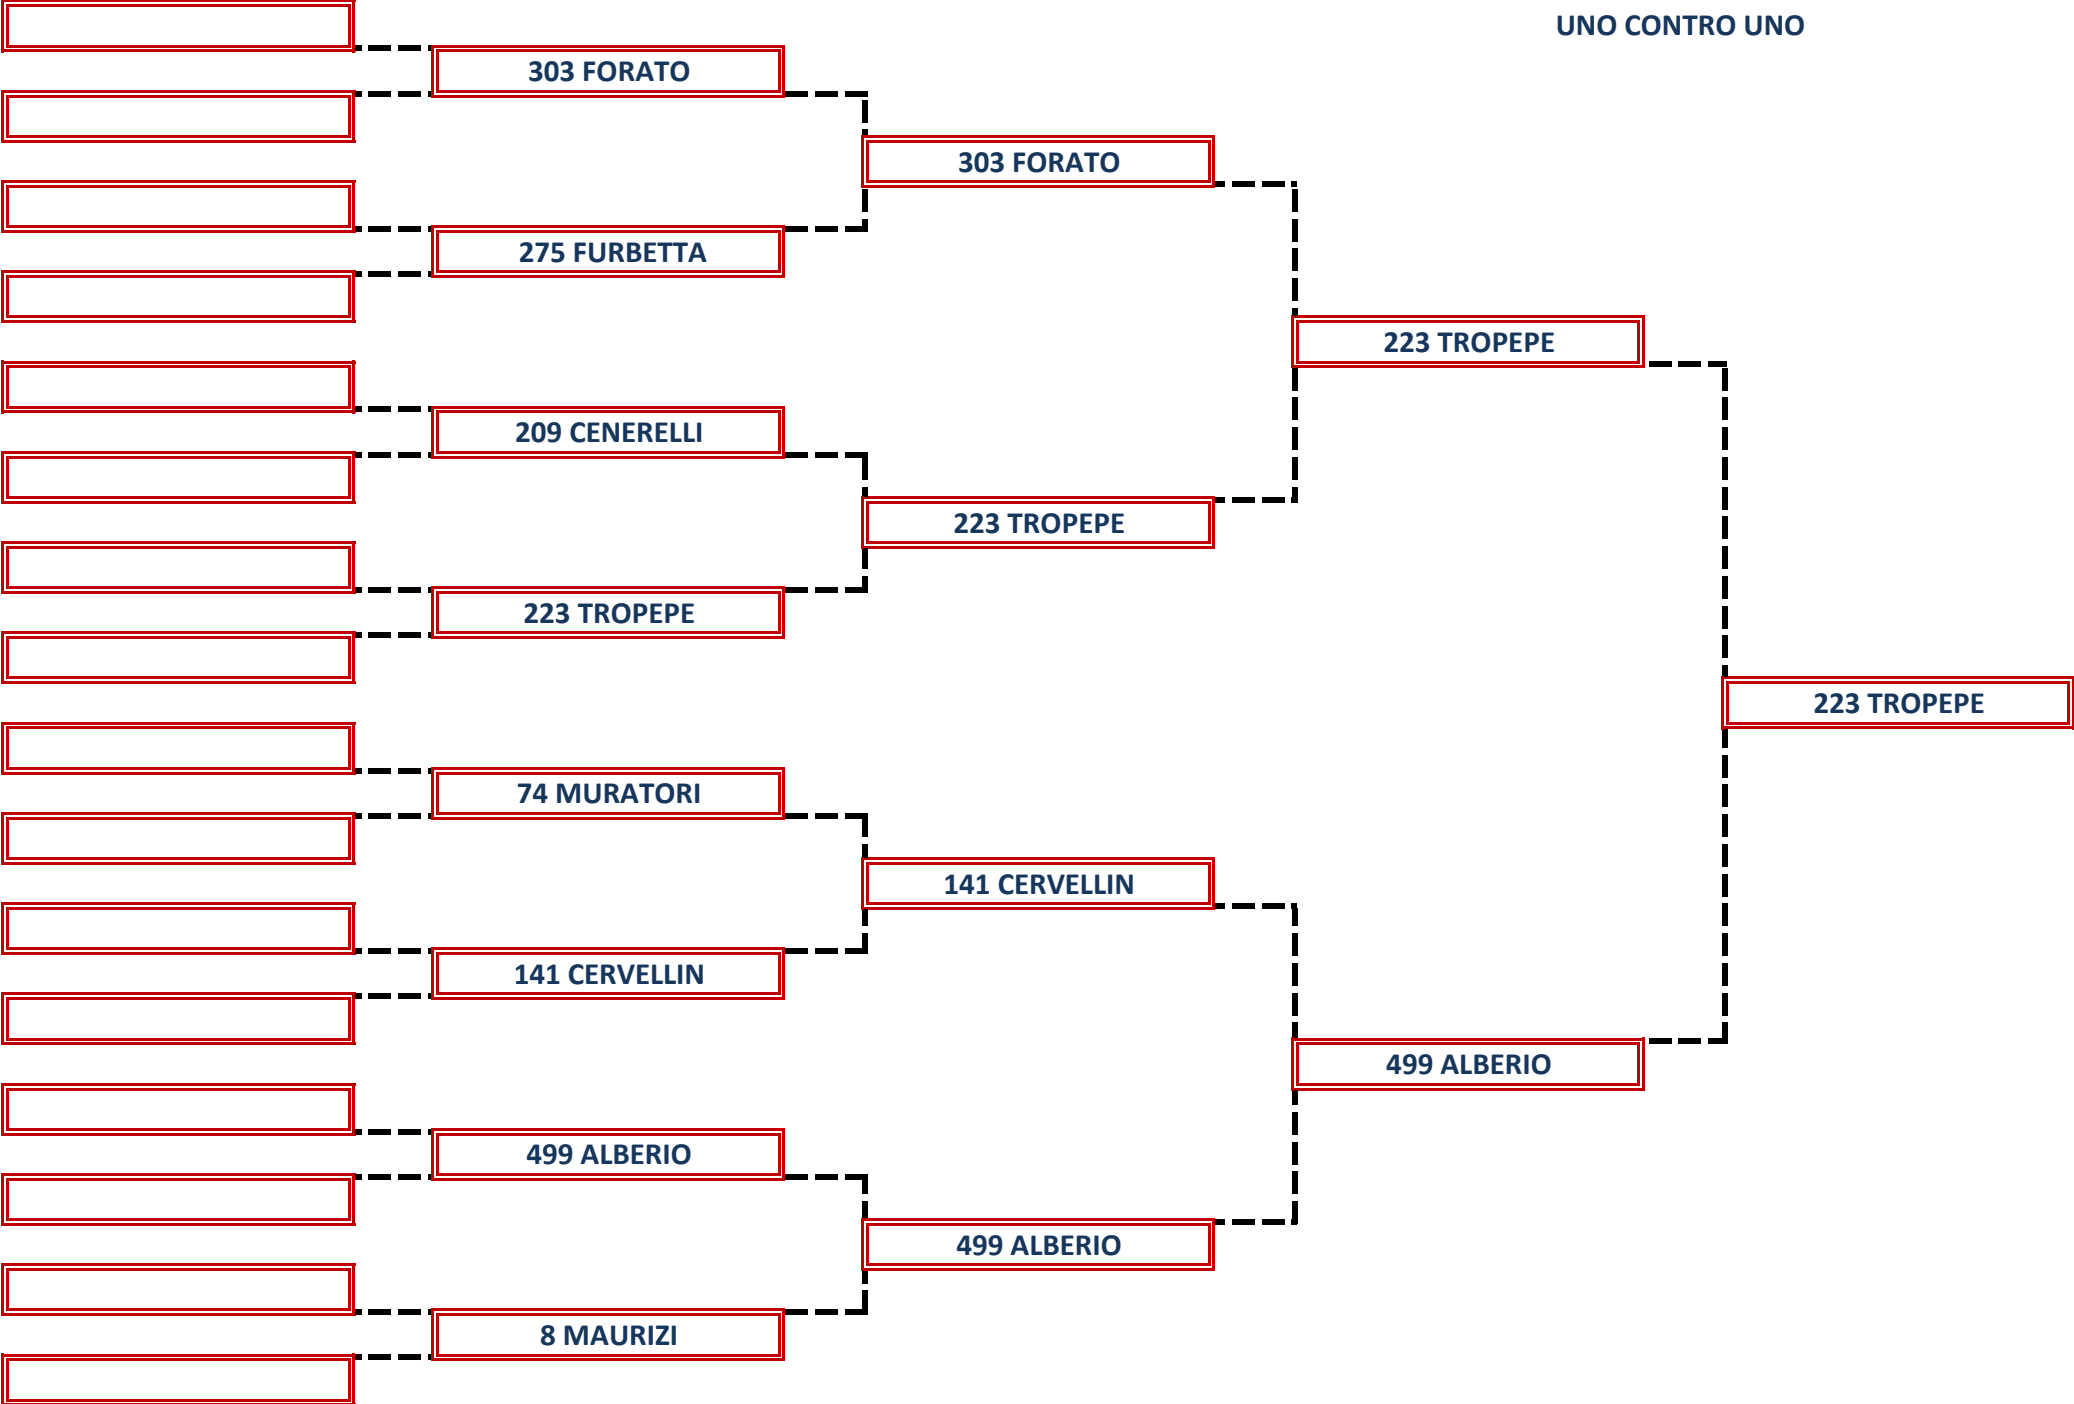 UNO CONTRO UNO
303 FORATO
303 FORATO
275 FURBETTA
223 TROPEPE
209 CENERELLI
223 TROPEPE
223 TROPEPE
223 TROPEPE
74 MURATORI
141 CERVELLIN
141 CERVELLIN
499 ALBERIO
499 ALBERIO
499 ALBERIO
8 MAURIZI